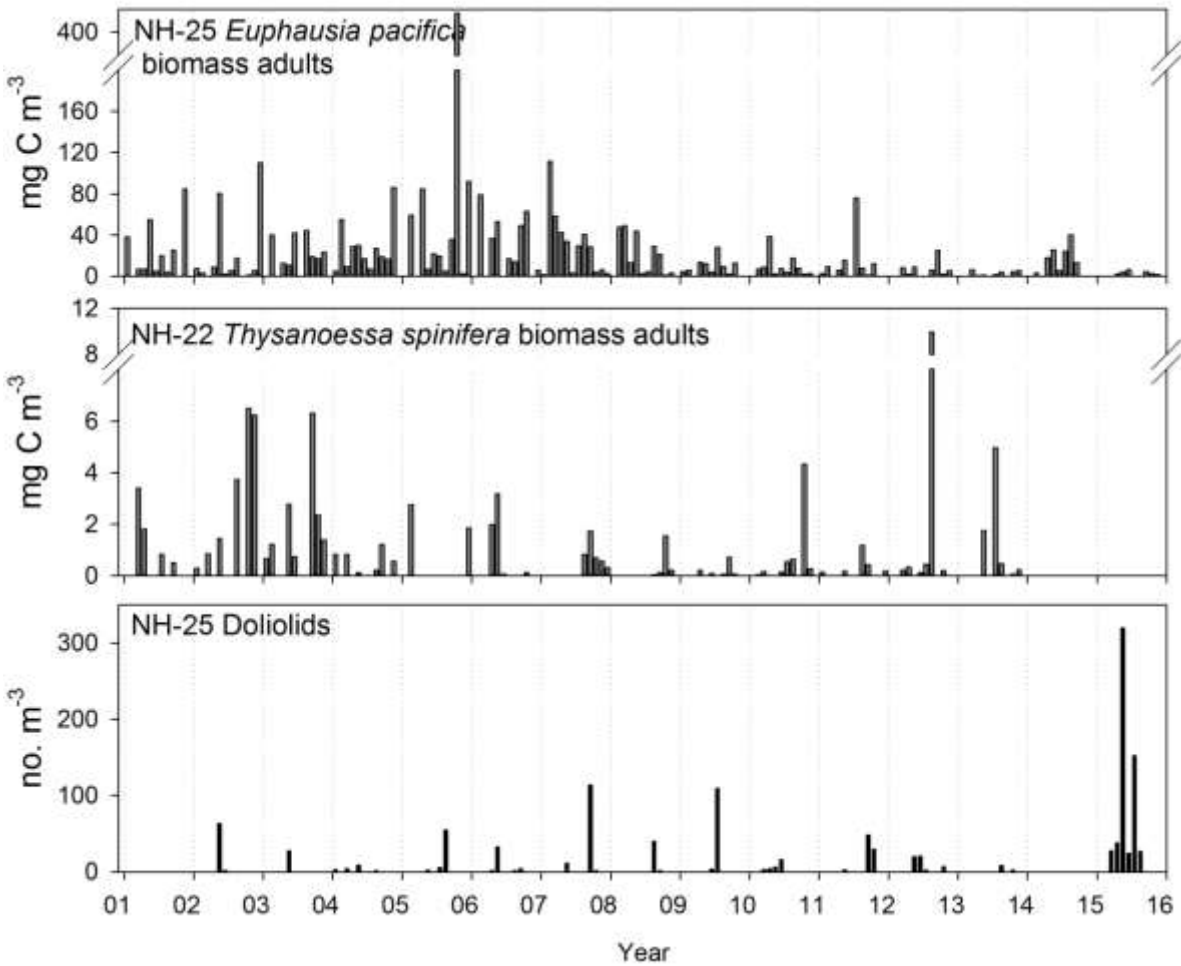 NH-25 Euphausia pacifica
biomass adults
400
160
120
80
40
0
mg C m-3
NH-22 Thysanoessa spinifera biomass adults
12
8
6
4
2
0
mg C m-3
NH-25 Doliolids
300
200
100
0
no. m-3
01 02 03 04 05 06 07 08 09 10 11 12 13 14 15 16
Year